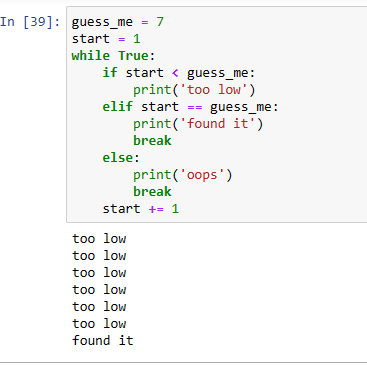 In [39]: guess_me = 7
start = 1
while True:
    if start < guess_me:
        print('too low')
    elif start == guess_me:
        print('found it')
        break
    else:
        print('oops')
        break
    start += 1
too low
too low
too low
too low
too low
too low
found it